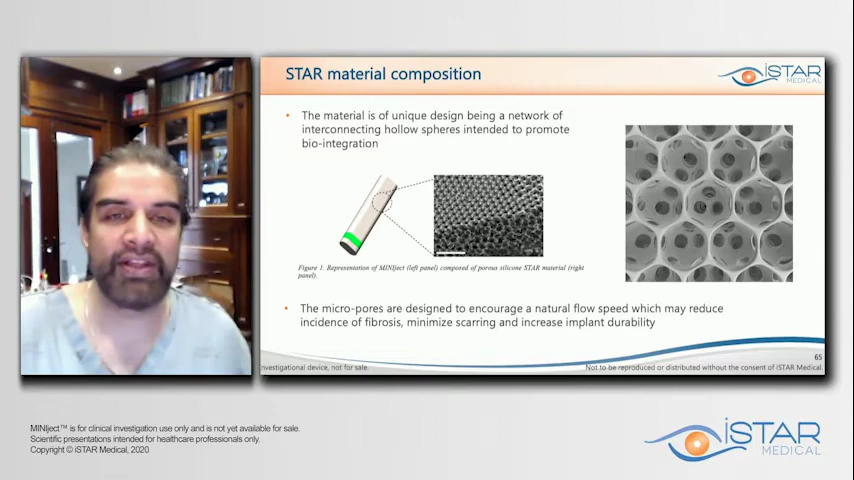 STAR material composition
iSTAR
MEDICAL
• The material is of unique design being a network of
interconnecting hollow spheres intended to promote
bio-integration
Figure 1. Representation of MINIject (left panel) composed of porous silicone STAR material (right
panel).
• The micro-pores are designed to encourage a natural flow speed which may reduce
incidence of fibrosis, minimize scarring and increase implant durability
65
nvestigational device, not for sale.
Not to be reproduced or distributed without the consent of iSTAR Medical.
MINIject™ is for clinical investigation use only and is not yet available for sale.
Scientific presentations intended for healthcare professionals only.
Copyright © iSTAR Medical, 2020
iSTAR
MEDICAL